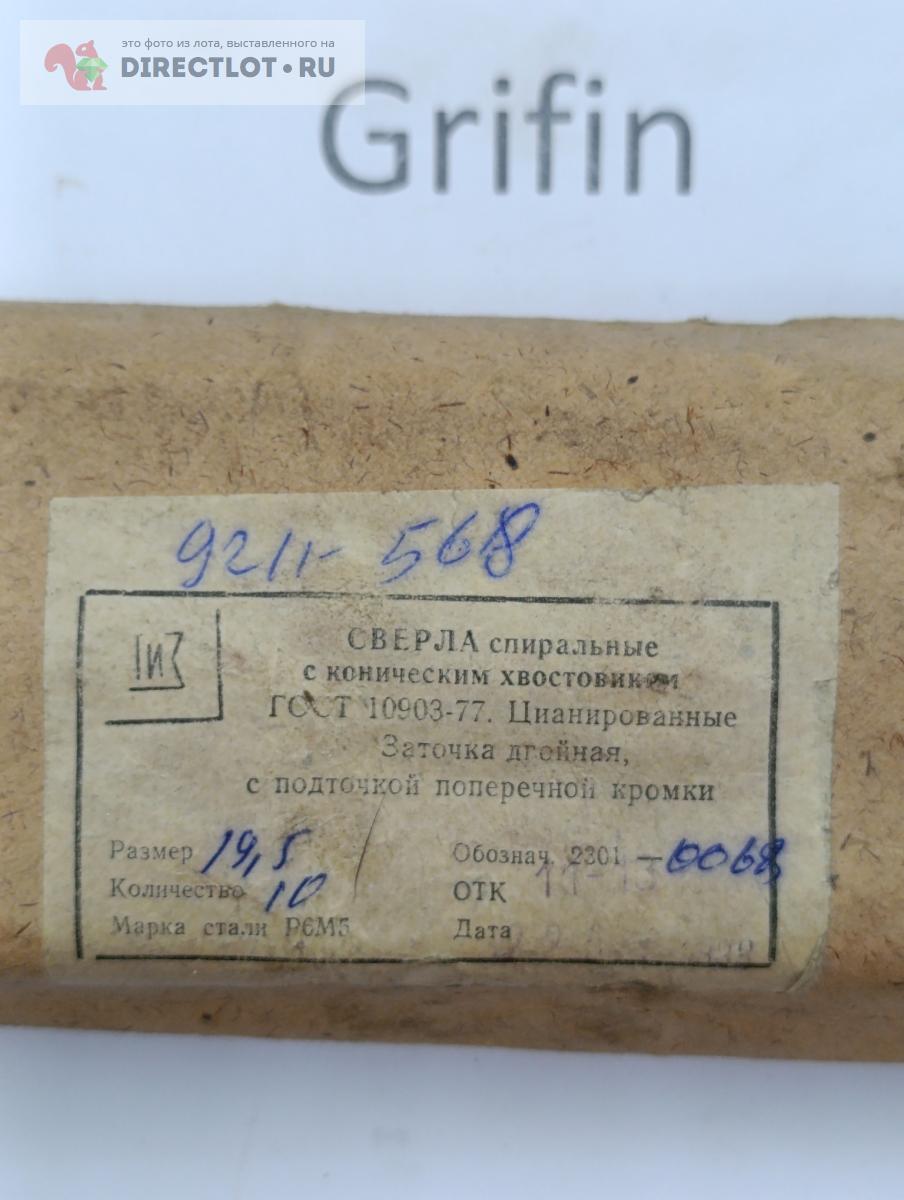 это фото из лота, выставленного на
DIRECTLOT.RU
Grifin
568
СВЕРЛА спиральные
с коническим хвостовиком
ГОСТ 10903-77. Цианированные
Заточка двойная,
с подточкой поперечной кромки
Размер 19,5
Обознач. 2301 — 0068
Количество 10
ОТК
Марка стали Р6М5
Дата